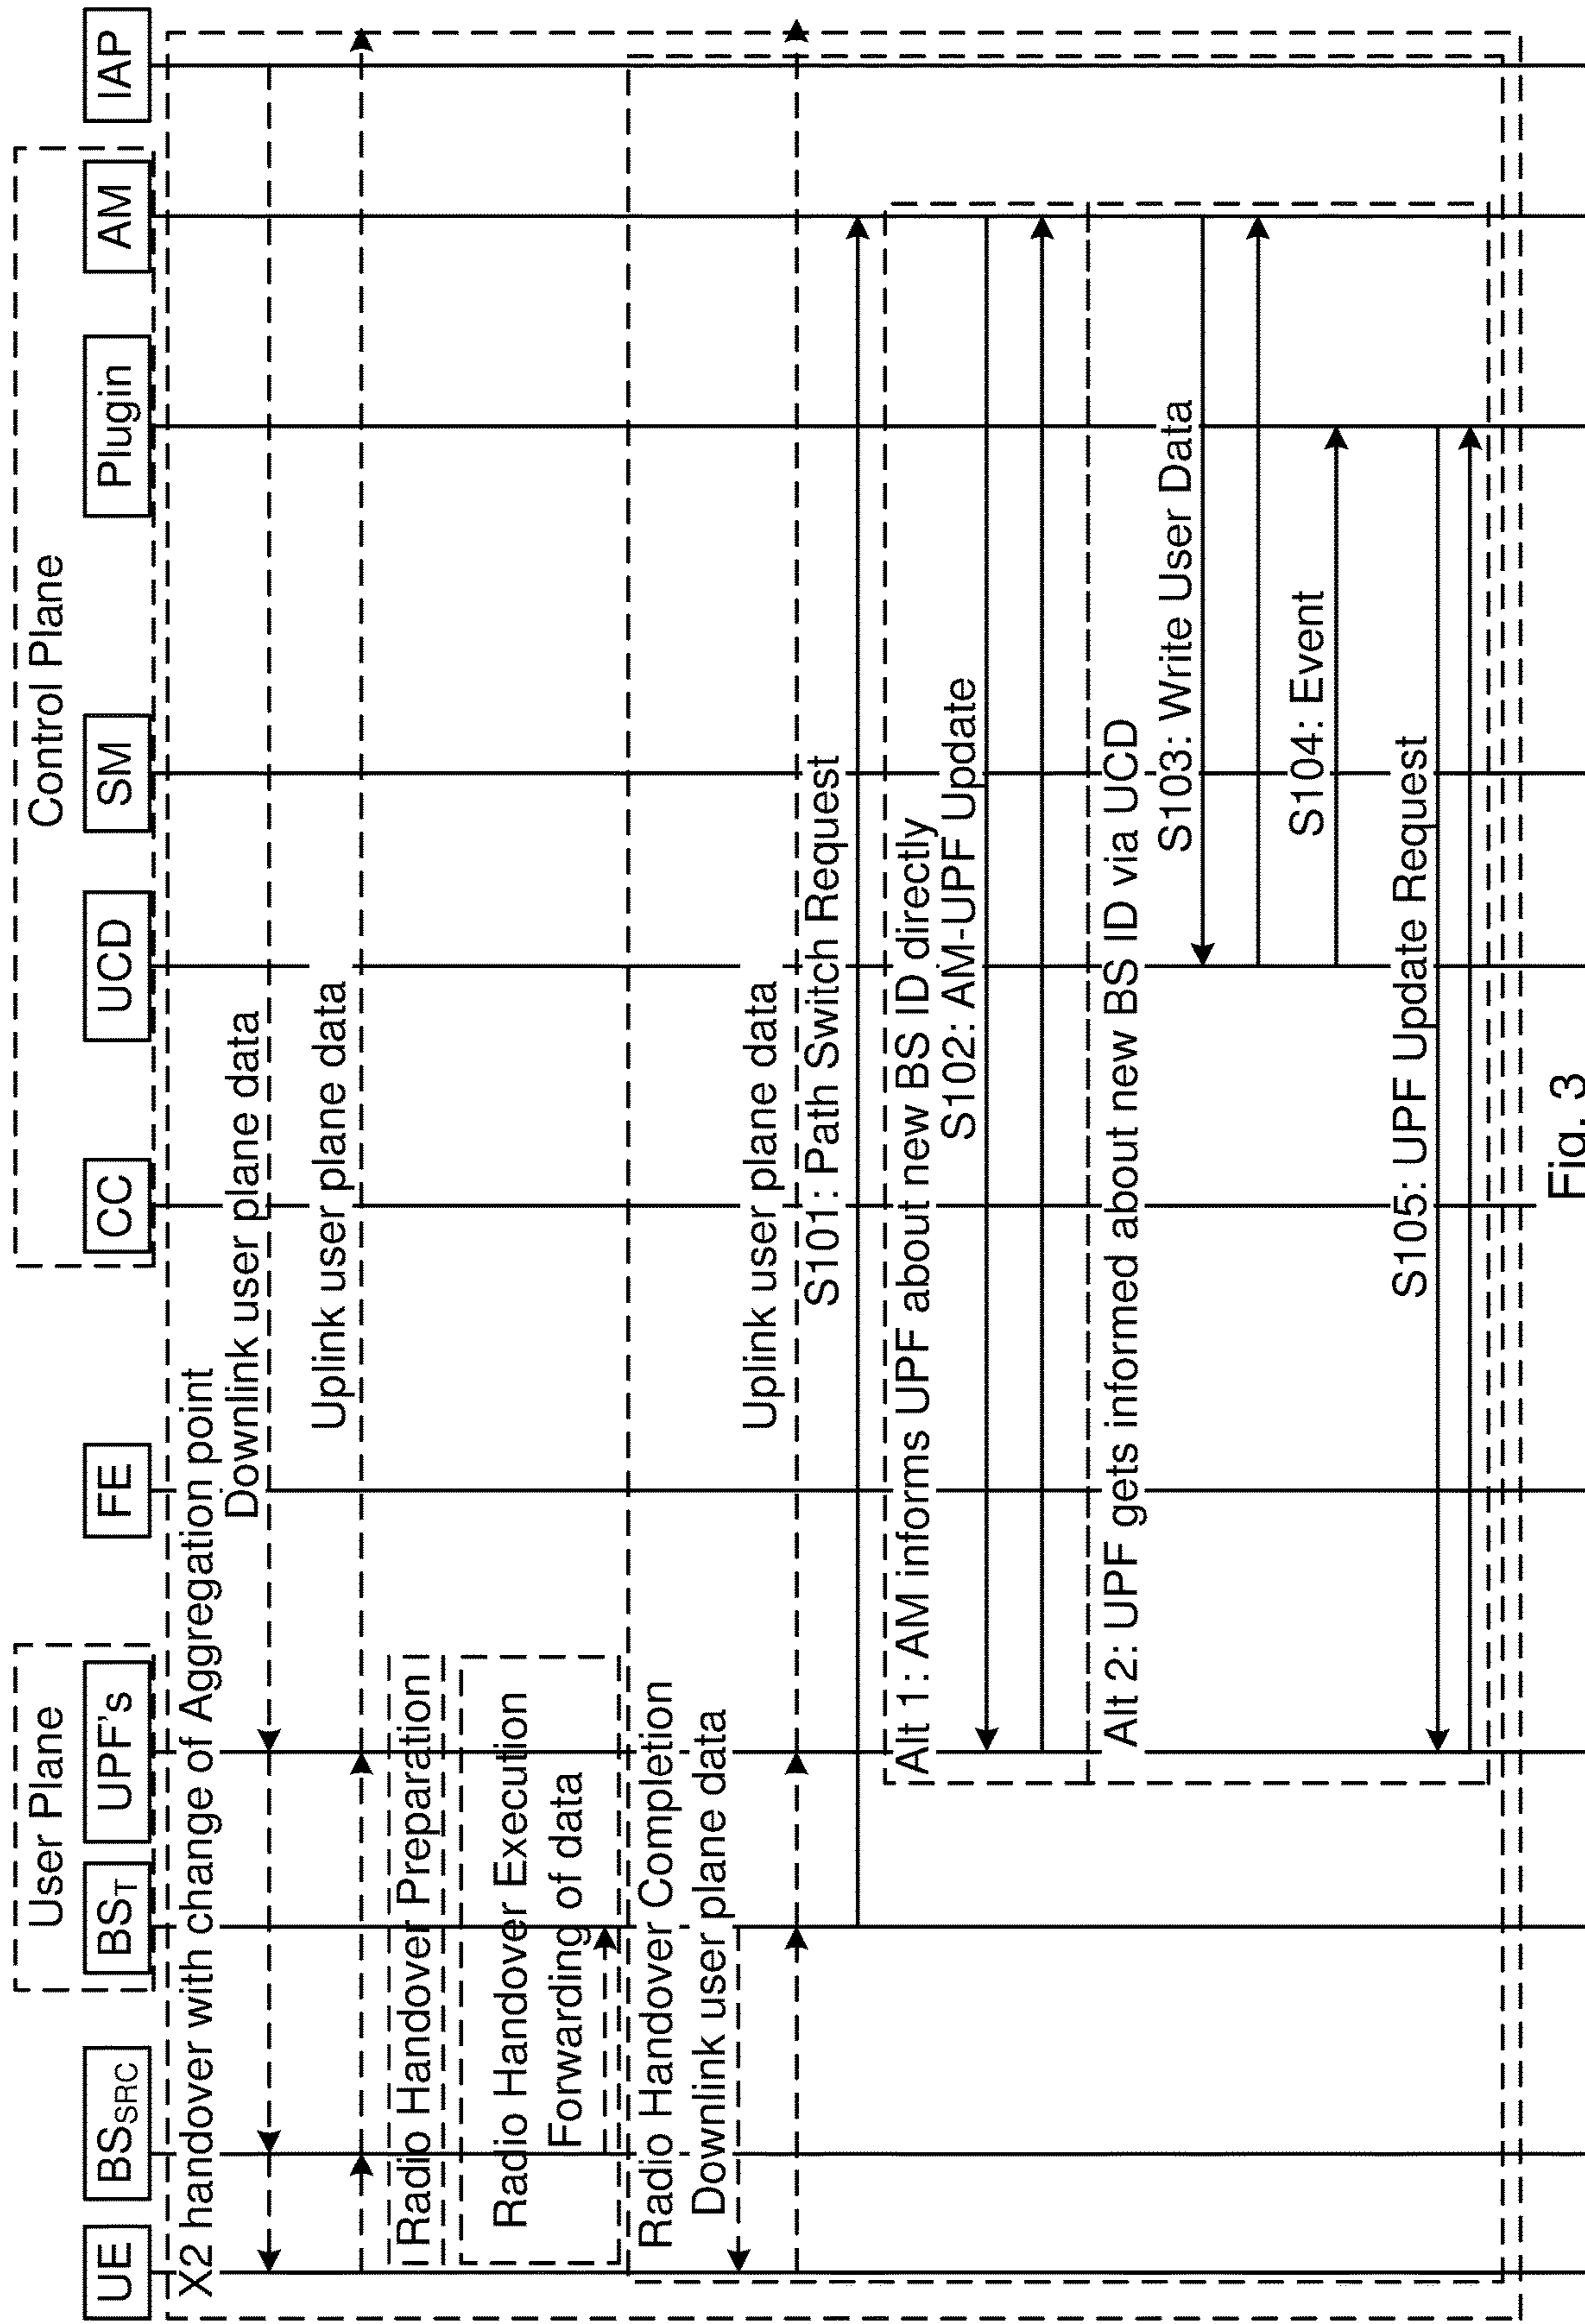 User Plane
Control Plane
UE
BSSRC
BST
UPF's
FE
CC
UCD
SM
Plugin
AM
IAP
X2 handover with change of Aggregation point
Downlink user plane data
Uplink user plane data
Radio Handover Preparation
Radio Handover Execution
Forwarding of data
Radio Handover Completion
Downlink user plane data
Uplink user plane data
S101: Path Switch Request
Alt 1: AM informs UPF about new BS ID directly
S102: AM-UPF Update
Alt 2: UPF gets informed about new BS ID via UCD
S103: Write User Data
S104: Event
S105: UPF Update Request
Fig. 3